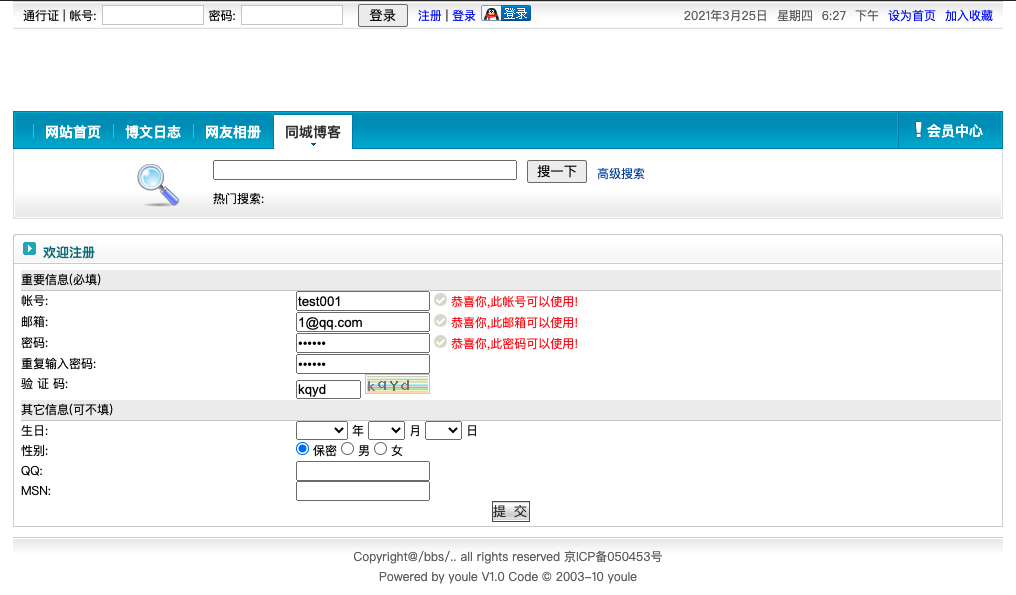 通行证 | 帐号: 密码: 登录 注册 | 登录 登录 2021年3月25日 星期四 6:27 下午 设为首页 加入收藏
网站首页 博文日志 网友相册 同城博客 会员中心
搜一下 高级搜索
热门搜索:
欢迎注册
重要信息(必填)
帐号: test001 恭喜你,此帐号可以使用!
邮箱: 1@qq.com 恭喜你,此邮箱可以使用!
密码: •••••• 恭喜你,此密码可以使用!
重复输入密码: ••••••
验 证 码: kqyd kqYd
其它信息(可不填)
生日: 年 月 日
性别: 保密 男 女
QQ:
MSN:
提 交
Copyright@/bbs/.. all rights reserved 京ICP备050453号
Powered by youle V1.0 Code © 2003-10 youle